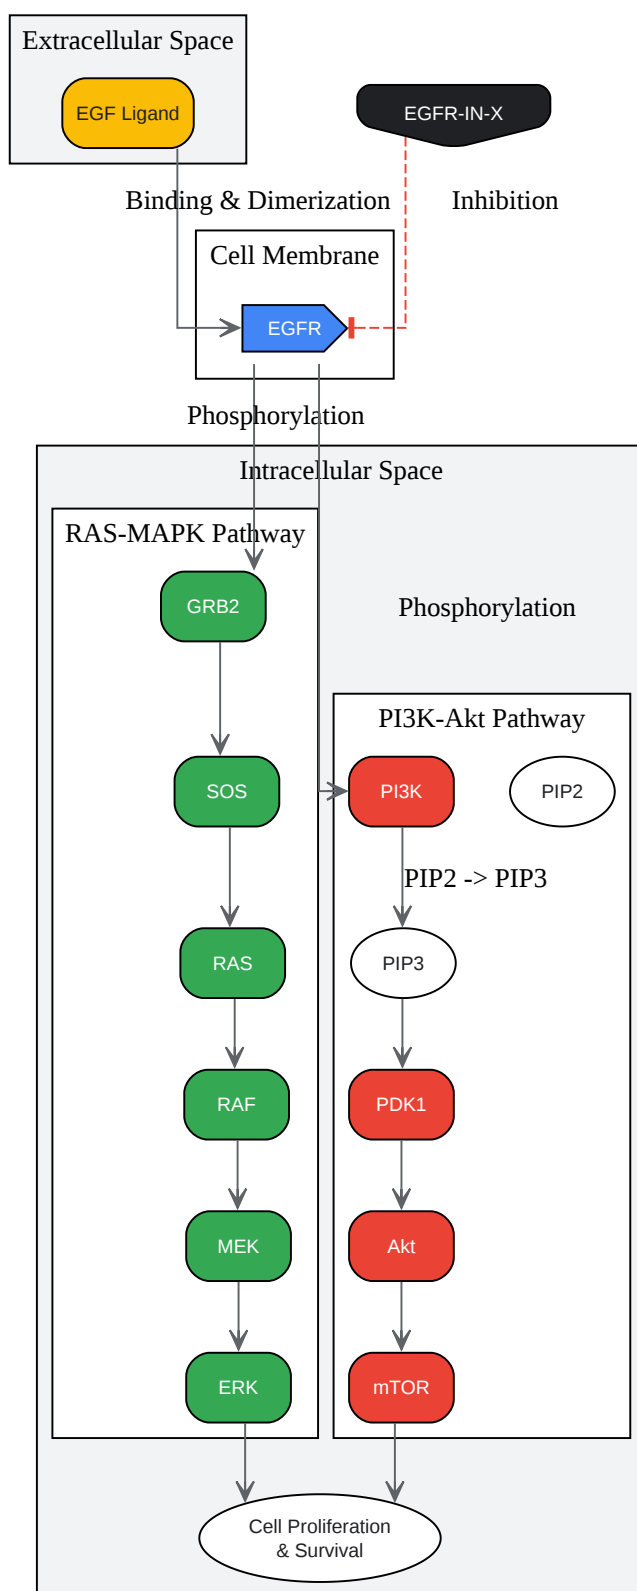 Extracellular Space
EGF Ligand
EGFR-IN-X
Binding & Dimerization
Inhibition
Cell Membrane
EGFR
Phosphorylation
Intracellular Space
RAS-MAPK Pathway
GRB2
Phosphorylation
PI3K-Akt Pathway
SOS
PI3K
PIP2
PIP2 -> PIP3
RAS
PIP3
RAF
PDK1
MEK
Akt
ERK
mTOR
Cell Proliferation
& Survival